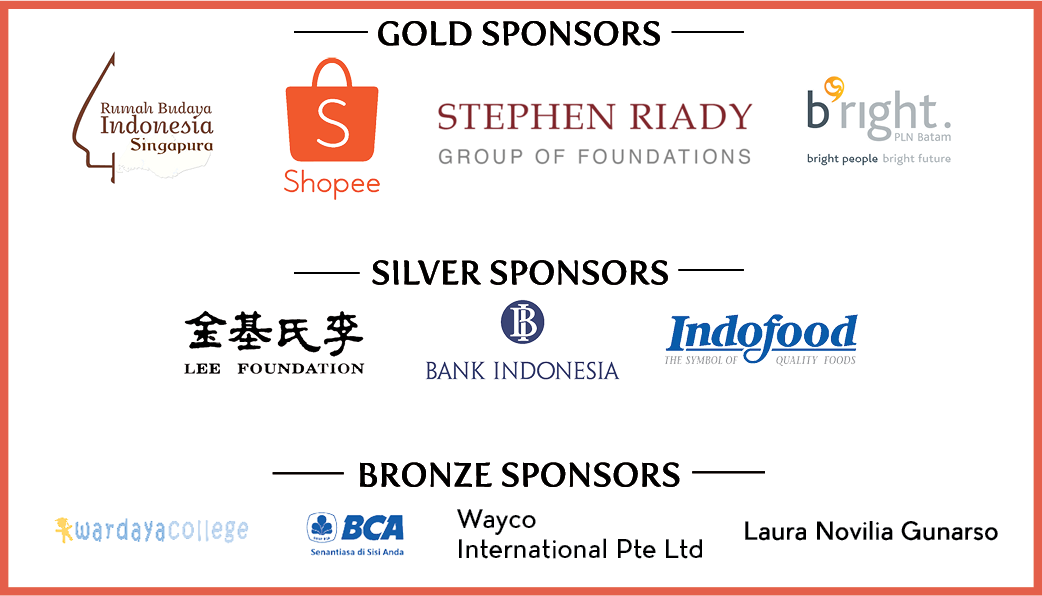 GOLD SPONSORS
Rumah Budaya
Indonesia
Singapura
S
Shopee
STEPHEN RIADY
GROUP OF FOUNDATIONS
b'right.
PLN Batam
bright people bright future
SILVER SPONSORS
金基氏李
LEE FOUNDATION
BANK INDONESIA
Indofood
THE SYMBOL OF QUALITY FOODS
BRONZE SPONSORS
wardayacollege
BCA
Senantiasa di Sisi Anda
Wayco
International Pte Ltd
Laura Novilia Gunarso